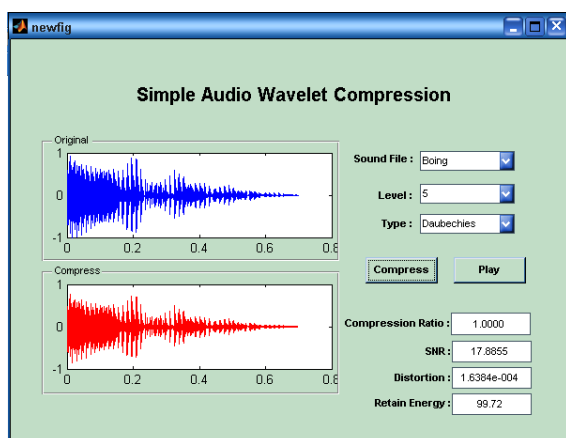 newfig
Simple Audio Wavelet Compression
Original
1
0
-1
0 0.2 0.4 0.6 0.8
Compress
1
0
-1
0 0.2 0.4 0.6 0.8
Sound File : Boing
Level : 5
Type : Daubechies
Compress Play
Compression Ratio : 1.0000
SNR : 17.8855
Distortion : 1.6384e-004
Retain Energy : 99.72